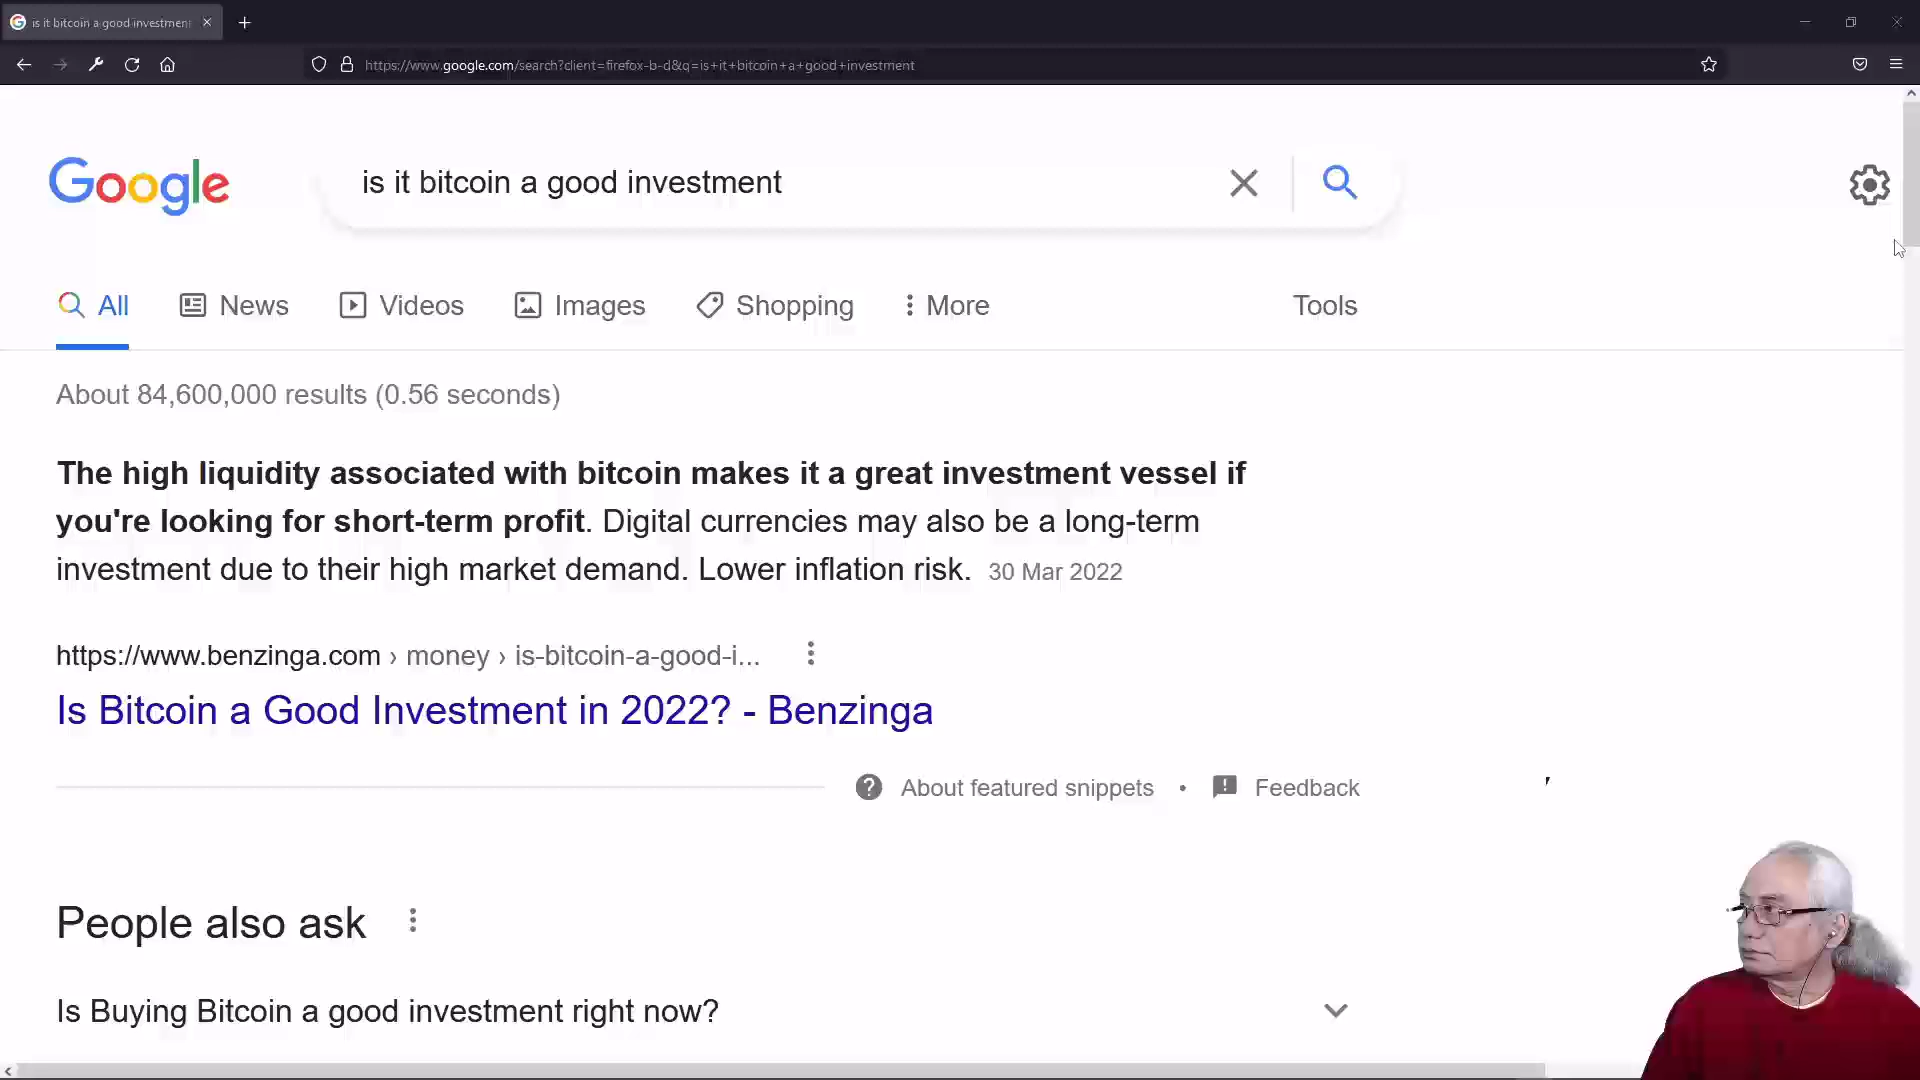 is it bitcoin a good investment
https://www.google.com/search?client=firefox-b-d&q=is+it+bitcoin+a+good+investment
Google
is it bitcoin a good investment
All News Videos Images Shopping More Tools
About 84,600,000 results (0.56 seconds)
The high liquidity associated with bitcoin makes it a great investment vessel if
you're looking for short-term profit. Digital currencies may also be a long-term
investment due to their high market demand. Lower inflation risk. 30 Mar 2022
https://www.benzinga.com › money › is-bitcoin-a-good-i...
Is Bitcoin a Good Investment in 2022? - Benzinga
About featured snippets • Feedback
People also ask
Is Buying Bitcoin a good investment right now?